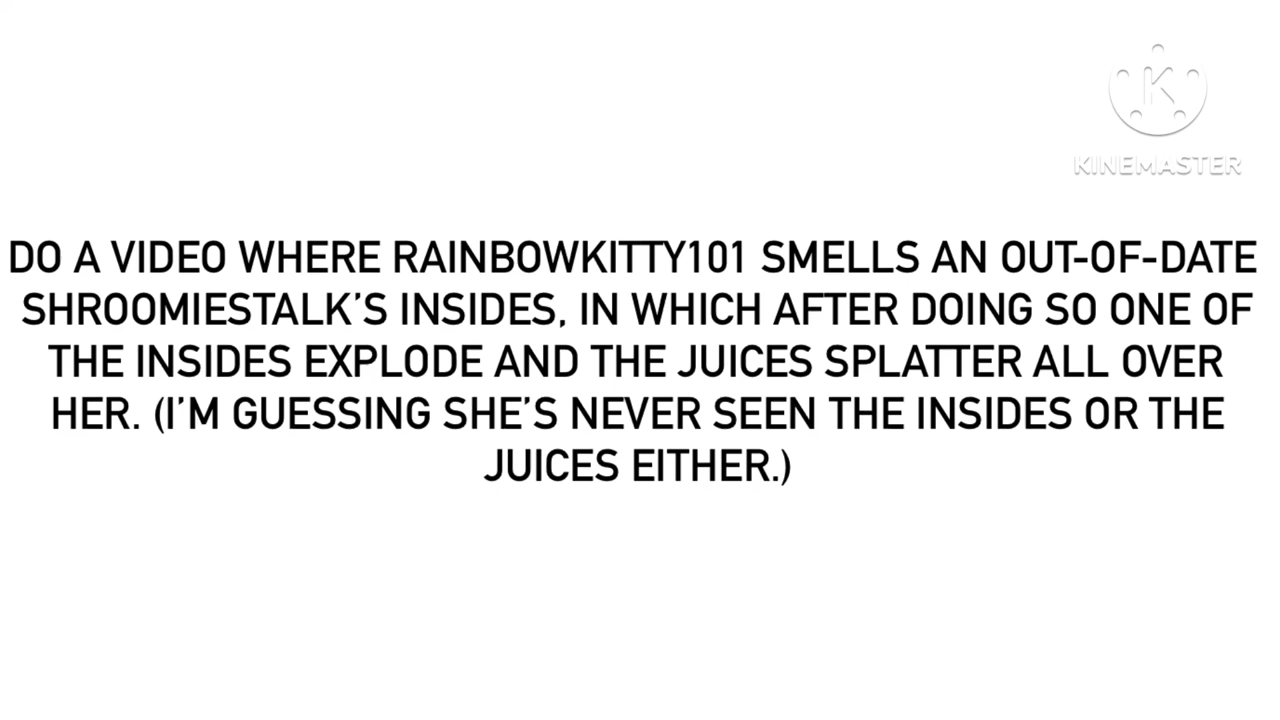 KINEMASTER
DO A VIDEO WHERE RAINBOWKITTY101 SMELLS AN OUT-OF-DATE
SHROOMIESTALK’S INSIDES, IN WHICH AFTER DOING SO ONE OF
THE INSIDES EXPLODE AND THE JUICES SPLATTER ALL OVER
HER. (I’M GUESSING SHE’S NEVER SEEN THE INSIDES OR THE
JUICES EITHER.)